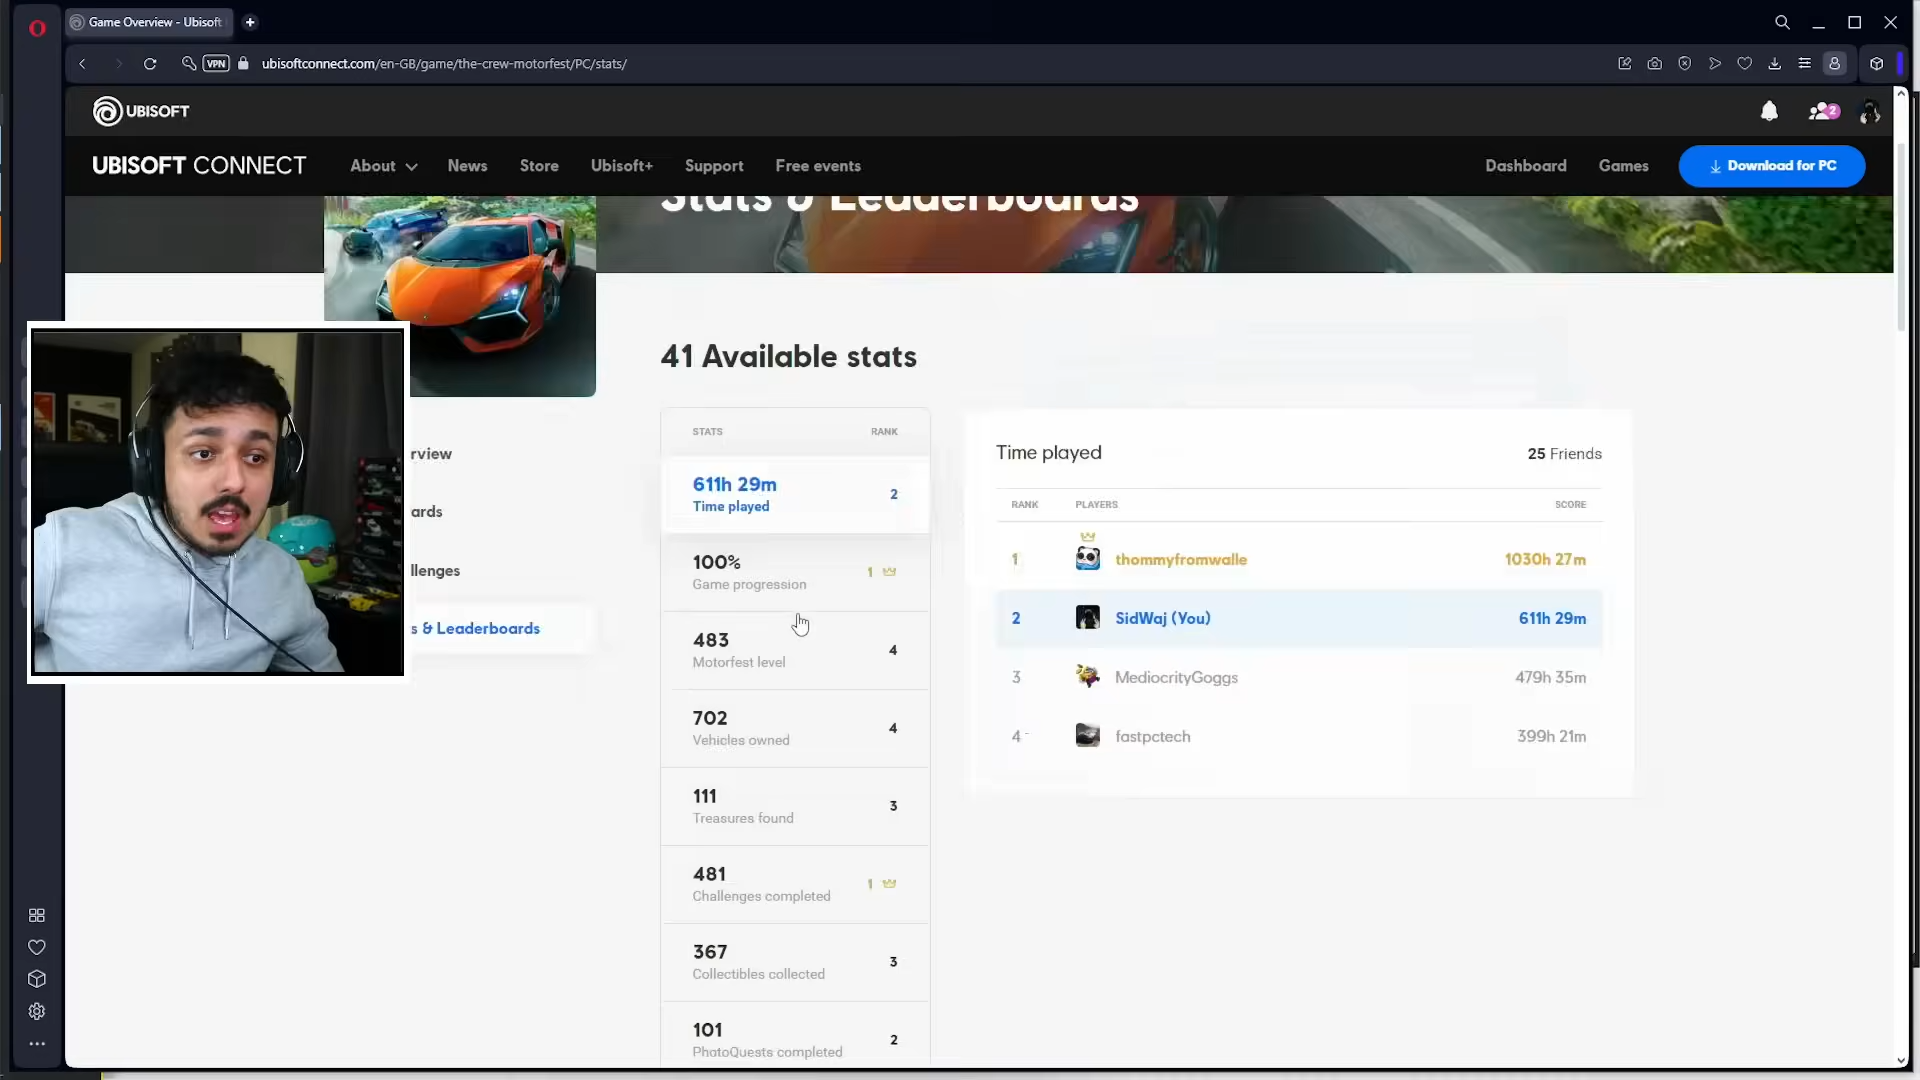 Game Overview - Ubisoft
VPN
ubisoftconnect.com/en-GB/game/the-crew-motorfest/PC/stats/
UBISOFT
2
UBISOFT CONNECT
About
News
Store
Ubisoft+
Support
Free events
Dashboard
Games
Download for PC
Stats & Leaderboards
41 Available stats
rview
ards
llenges
s & Leaderboards
STATS RANK
611h 29m
Time played
2
100%
Game progression
1
483
Motorfest level
4
702
Vehicles owned
4
111
Treasures found
3
481
Challenges completed
1
367
Collectibles collected
3
101
PhotoQuests completed
2
Time played
25 Friends
RANK PLAYERS SCORE
1 thommyfromwalle 1030h 27m
2 SidWaj (You) 611h 29m
3 MediocrityGoggs 479h 35m
4 - fastpctech 399h 21m